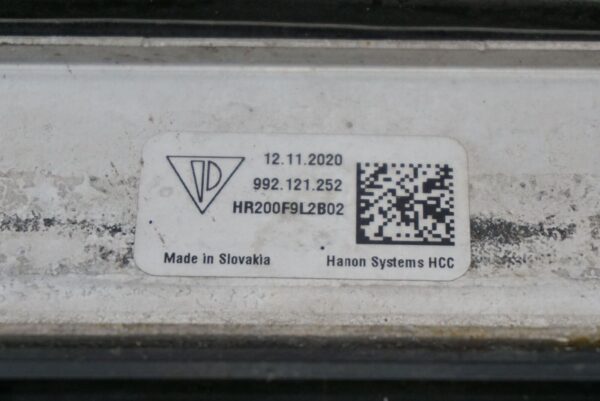 12.11.2020
992.121.252
HR200F9L2B02
Made in Slovakia
Hanon Systems HCC